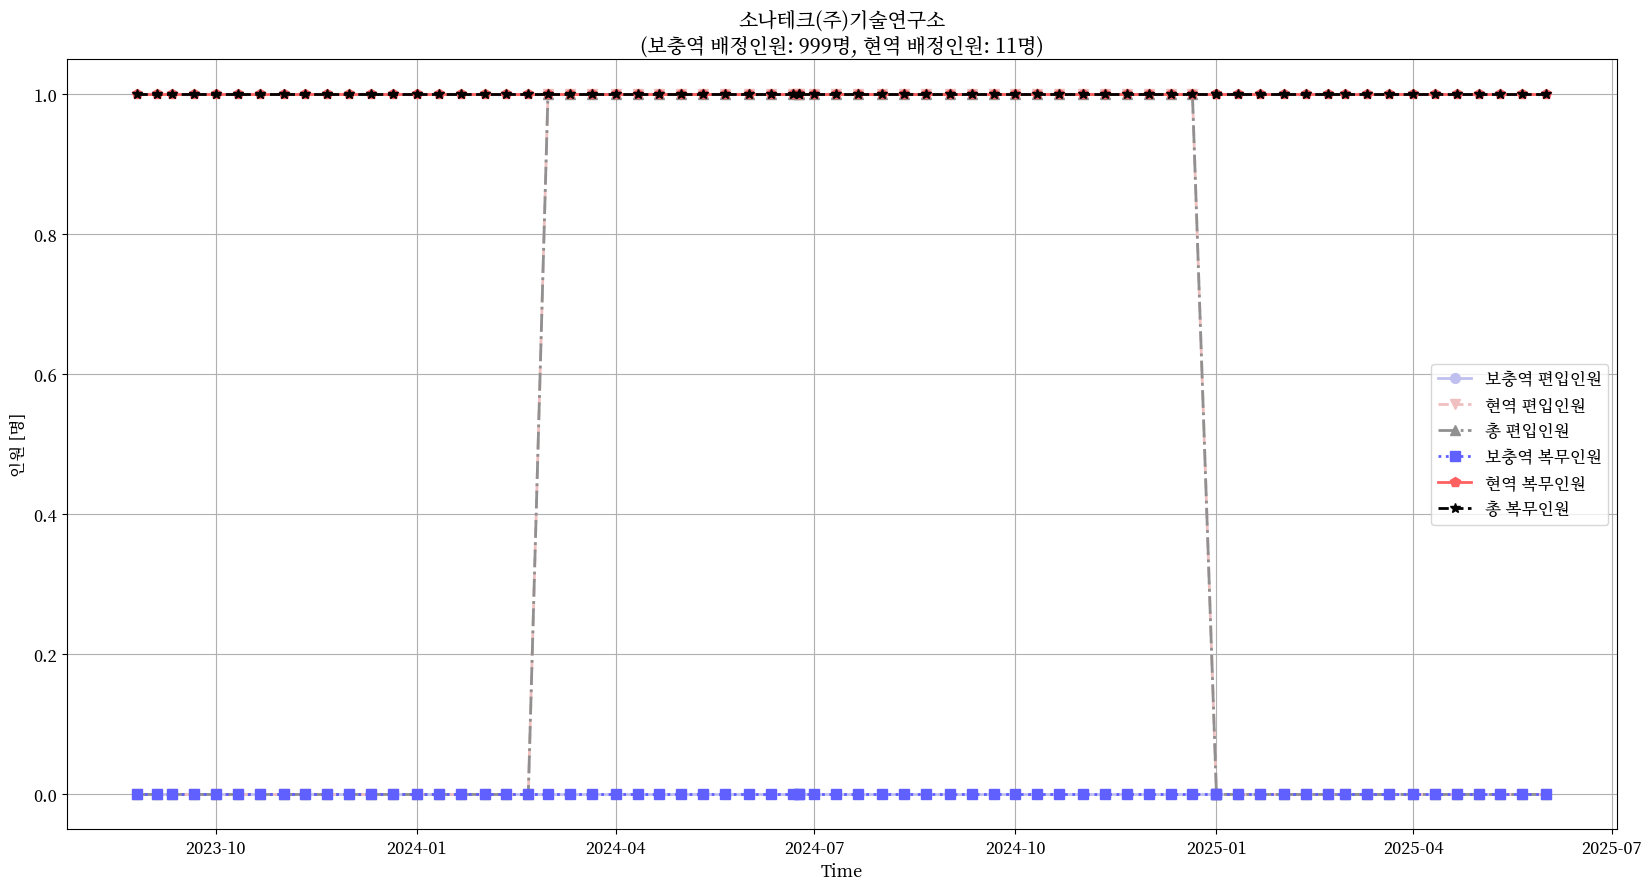 소나테크(주)기술연구소
(보충역 배정인원: 999명, 현역 배정인원: 11명)
인원 [명]
1.0
0.8
0.6
0.4
0.2
0.0
보충역 편입인원
현역 편입인원
총 편입인원
보충역 복무인원
현역 복무인원
총 복무인원
2023-10 2024-01 2024-04 2024-07 2024-10 2025-01 2025-04 2025-07
Time